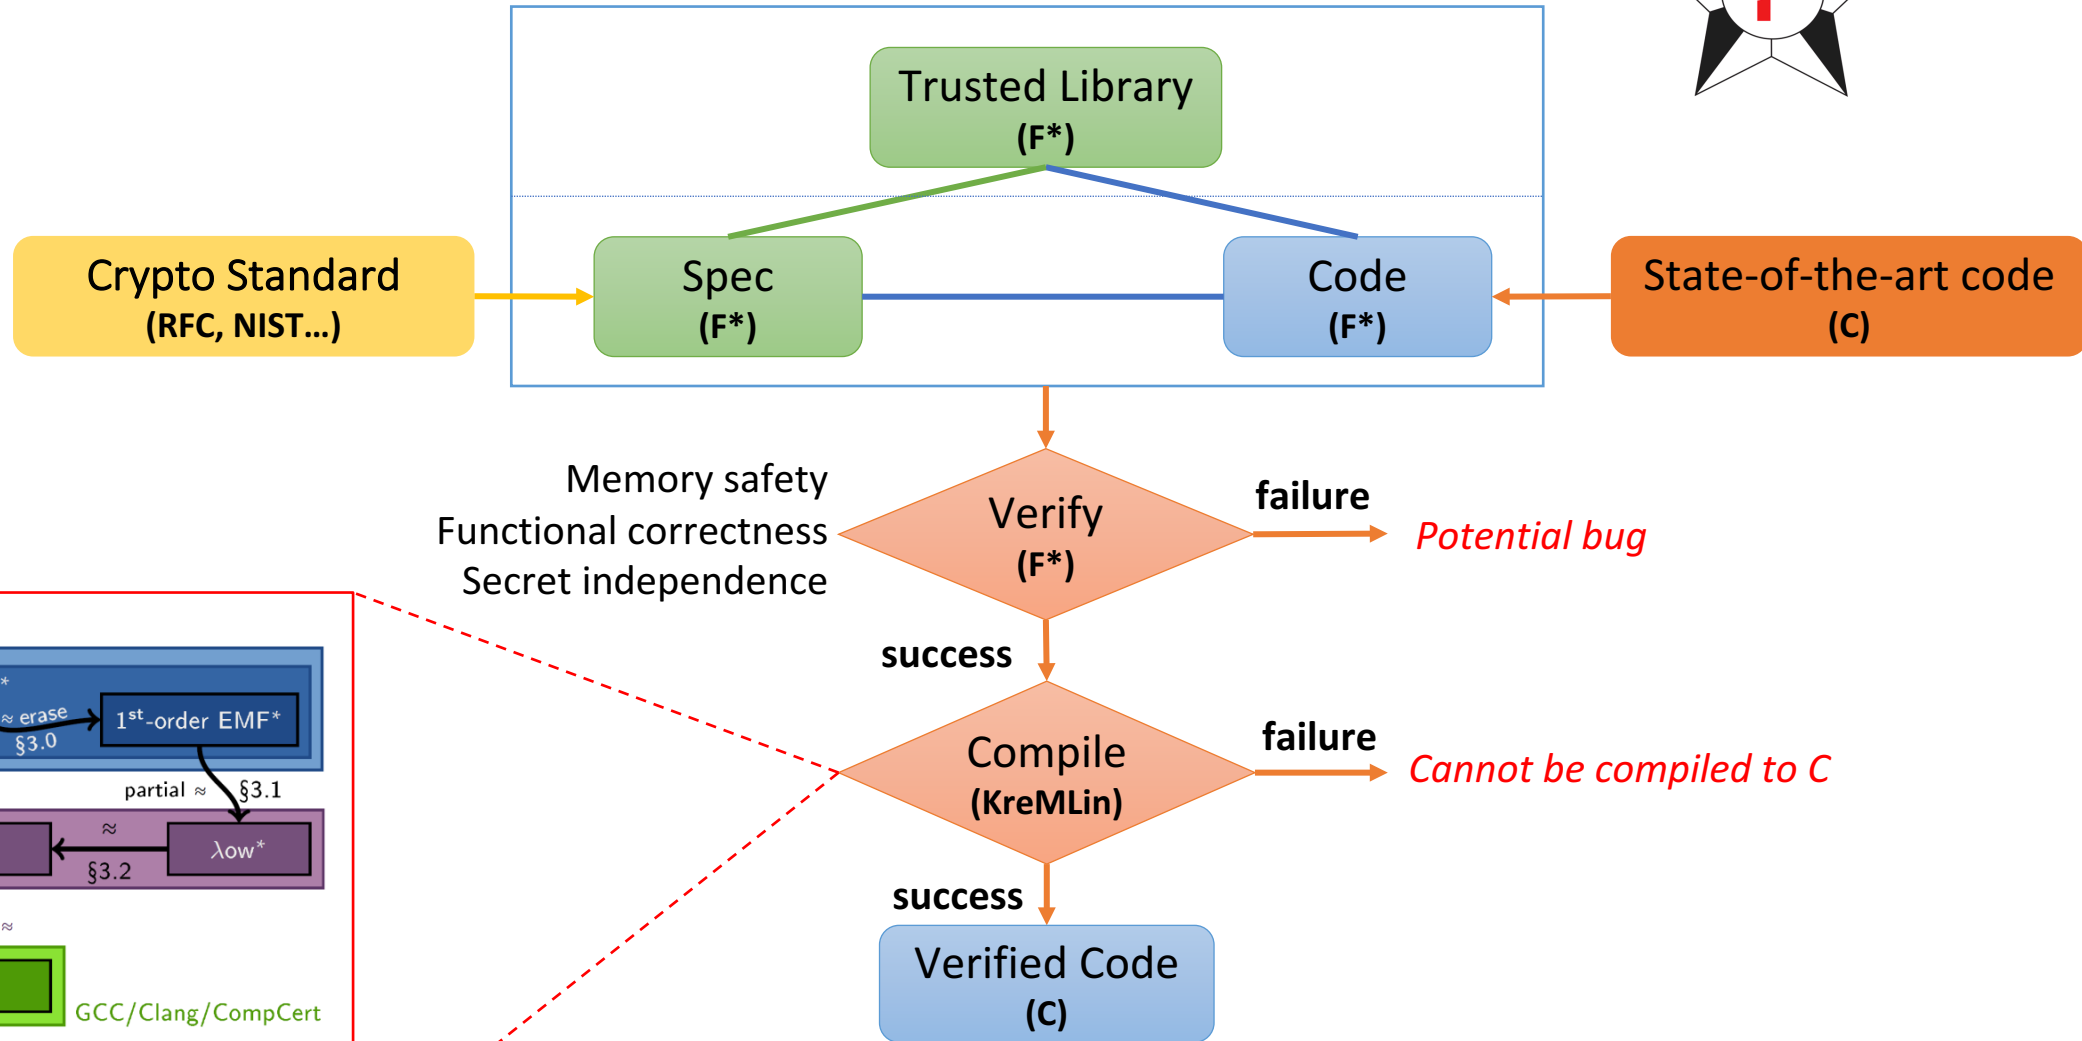 Trusted Library
(F*)
Crypto Standard
(RFC, NIST...)
Spec
(F*)
Code
(F*)
State-of-the-art code
(C)
Memory safety
Functional correctness
Secret independence
Verify
(F*)
failure
Potential bug
success
Compile
(KreMLin)
failure
Cannot be compiled to C
success
Verified Code
(C)
*
≈ erase
§3.0
1st-order EMF*
partial ≈ §3.1
≈
§3.2
λow*
≈
GCC/Clang/CompCert